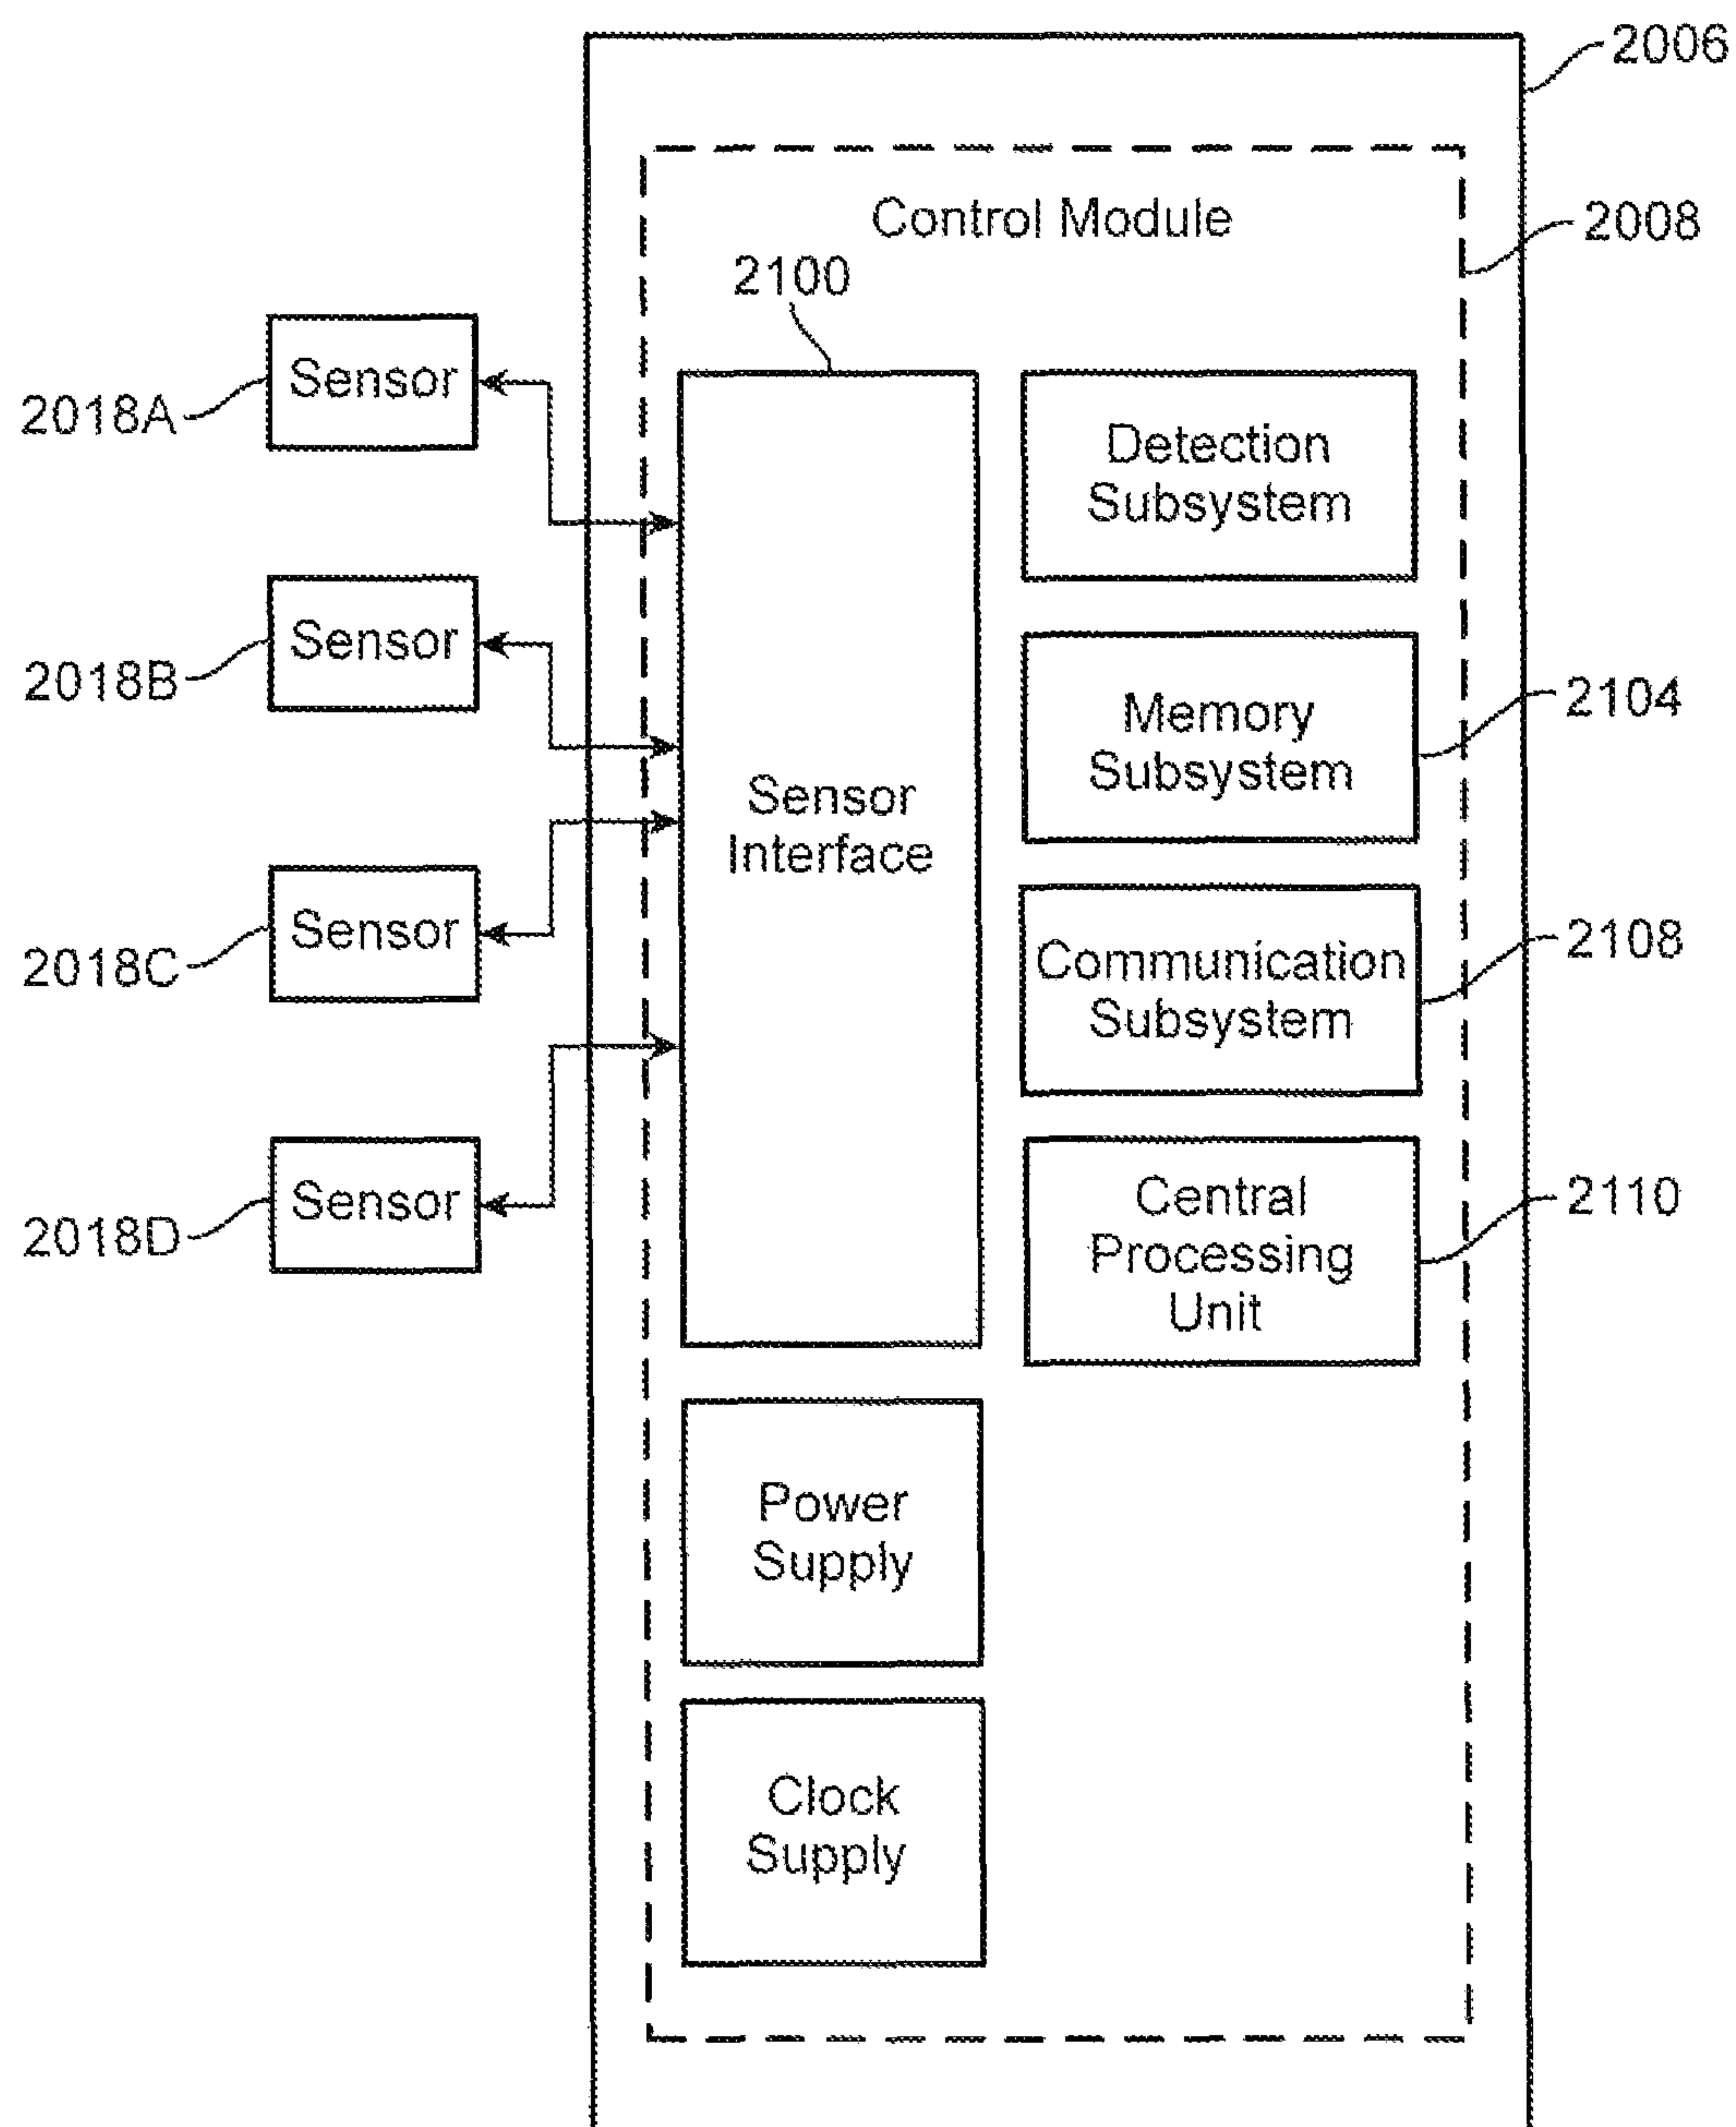 2006
Control Module
2008
2100
Sensor
2018A
Detection
Subsystem
Sensor
2018B
Memory
Subsystem
2104
Sensor
Interface
Sensor
2018C
Communication
Subsystem
2108
Sensor
2018D
Central
Processing
Unit
2110
Power
Supply
Clock
Supply